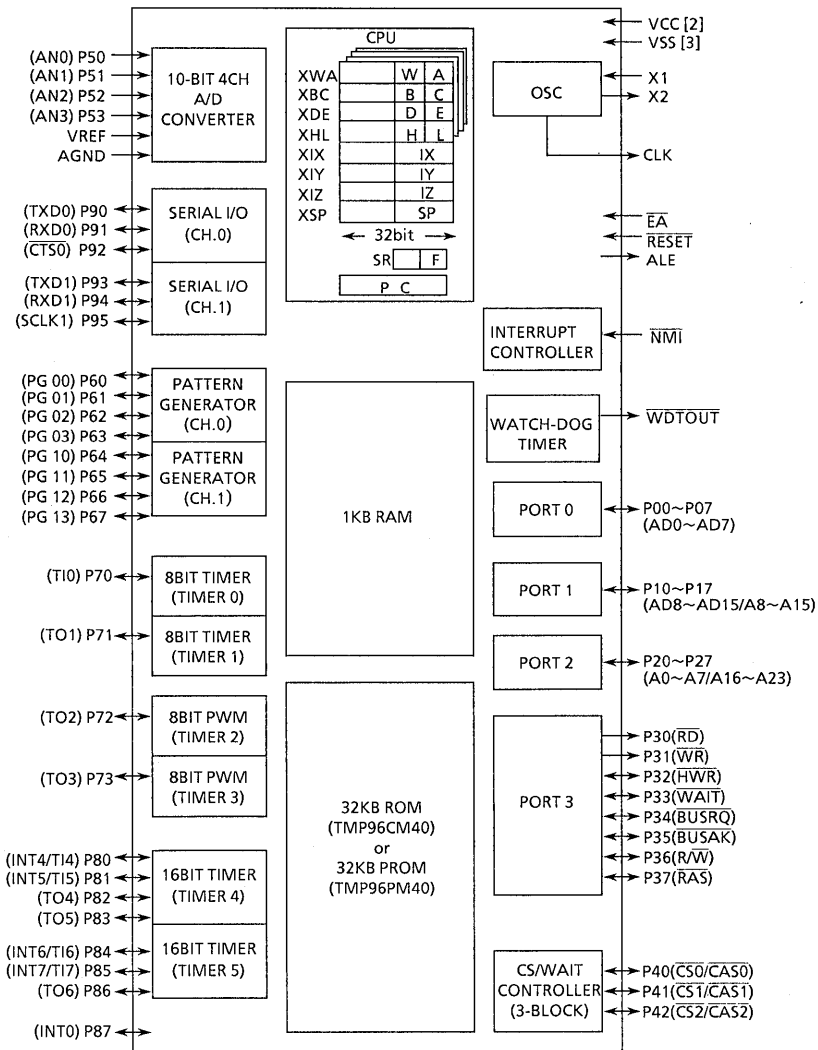 (AN0) P50
(AN1) P51
(AN2) P52
(AN3) P53
VREF
AGND
10-BIT 4CH
A/D
CONVERTER
(TXD0) P90
(RXD0) P91
(CTS0) P92
SERIAL I/O
(CH.0)
(TXD1) P93
(RXD1) P94
(SCLK1) P95
SERIAL I/O
(CH.1)
(PG 00) P60
(PG 01) P61
(PG 02) P62
(PG 03) P63
PATTERN
GENERATOR
(CH.0)
(PG 10) P64
(PG 11) P65
(PG 12) P66
(PG 13) P67
PATTERN
GENERATOR
(CH.1)
(TI0) P70
8BIT TIMER
(TIMER 0)
(TO1) P71
8BIT TIMER
(TIMER 1)
(TO2) P72
8BIT PWM
(TIMER 2)
(TO3) P73
8BIT PWM
(TIMER 3)
(INT4/TI4) P80
(INT5/TI5) P81
(TO4) P82
(TO5) P83
16BIT TIMER
(TIMER 4)
(INT6/TI6) P84
(INT7/TI7) P85
(TO6) P86
16BIT TIMER
(TIMER 5)
(INT0) P87
CPU
XWA W A
XBC B C
XDE D E
XHL H L
XIX IX
XIY IY
XIZ IZ
XSP SP
32bit
SR F
P C
1KB RAM
32KB ROM
(TMP96CM40)
or
32KB PROM
(TMP96PM40)
VCC [2]
VSS [3]
OSC
X1
X2
CLK
EA
RESET
ALE
INTERRUPT
CONTROLLER
NMI
WATCH-DOG
TIMER
WDTOUT
PORT 0
P00~P07
(AD0~AD7)
PORT 1
P10~P17
(AD8~AD15/A8~A15)
PORT 2
P20~P27
(A0~A7/A16~A23)
PORT 3
P30(RD)
P31(WR)
P32(HWR)
P33(WAIT)
P34(BUSRQ)
P35(BUSAK)
P36(R/W)
P37(RAS)
CS/WAIT
CONTROLLER
(3-BLOCK)
P40(CS0/CAS0)
P41(CS1/CAS1)
P42(CS2/CAS2)